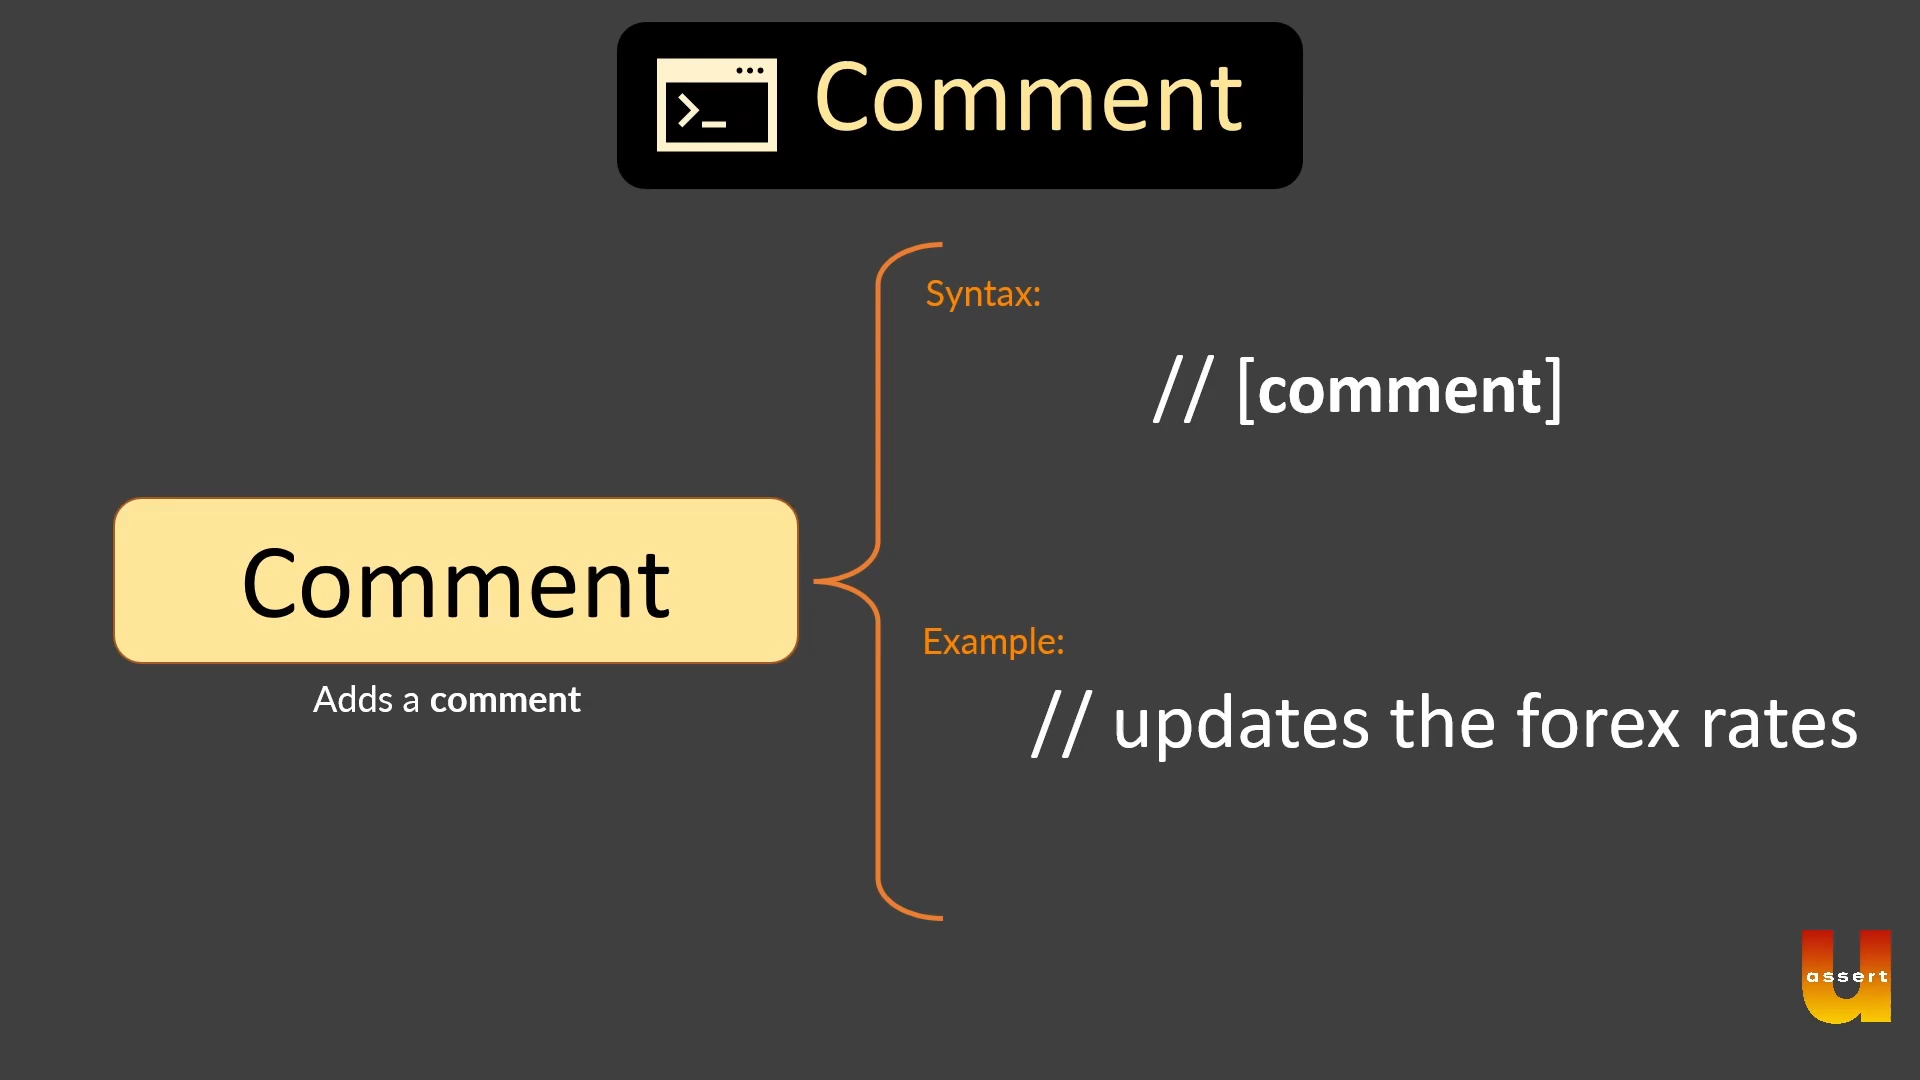 >_ Comment
Syntax:
// [comment]
Comment
Adds a comment
Example:
// updates the forex rates
u
assert